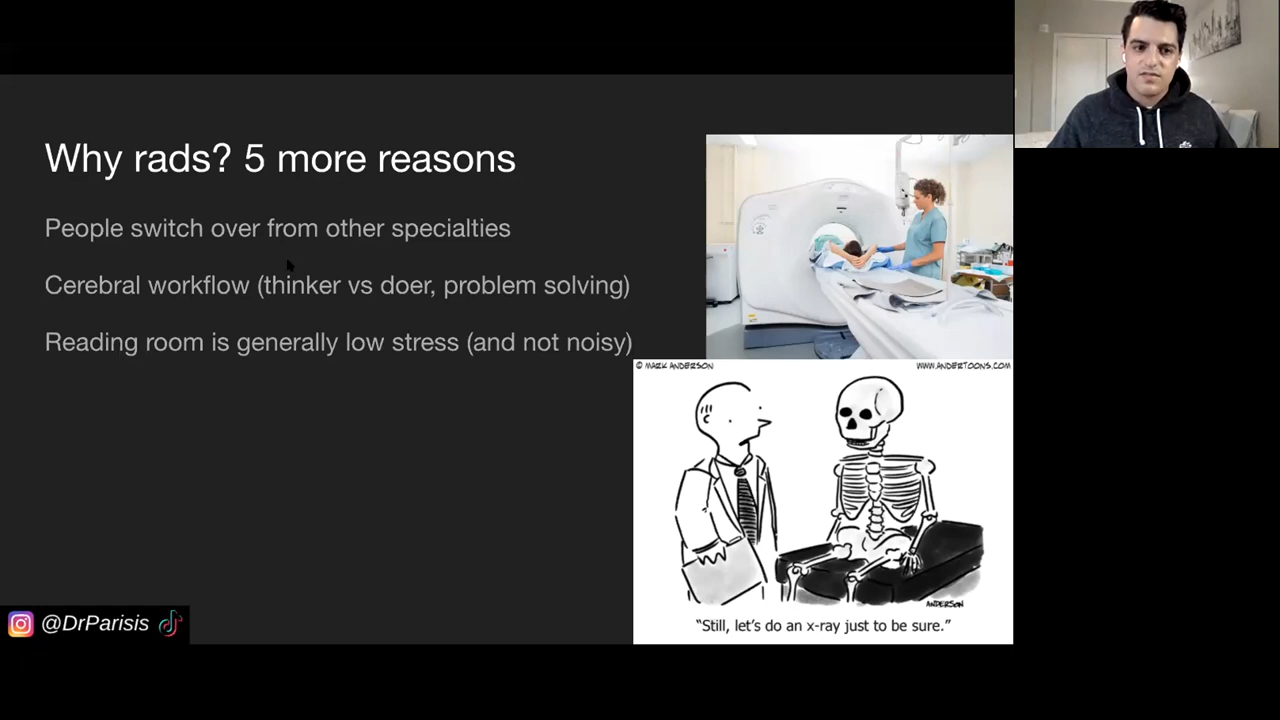 Why rads? 5 more reasons
People switch over from other specialties
Cerebral workflow (thinker vs doer, problem solving)
Reading room is generally low stress (and not noisy)
© MARK ANDERSON
WWW.ANDERTOONS.COM
ANDERSON
"Still, let's do an x-ray just to be sure."
@DrParisis